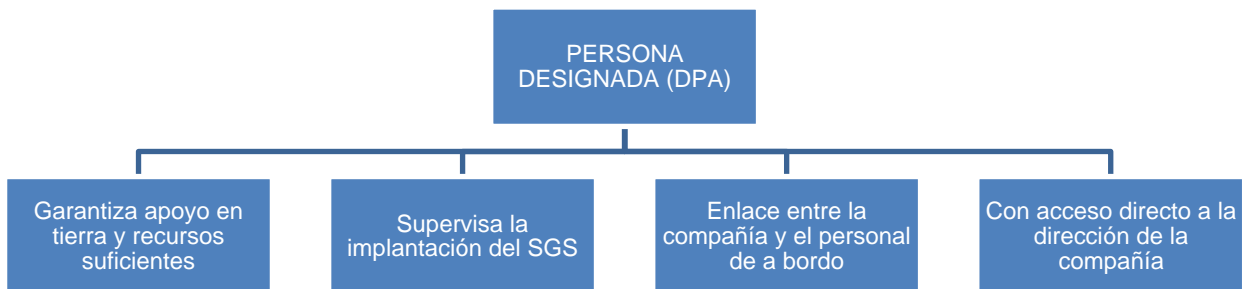 PERSONA
DESIGNADA (DPA)
Garantiza apoyo en
tierra y recursos
suficientes
Supervisa la
implantación del SGS
Enlace entre la
compañía y el personal
de a bordo
Con acceso directo a la
dirección de la
compañía